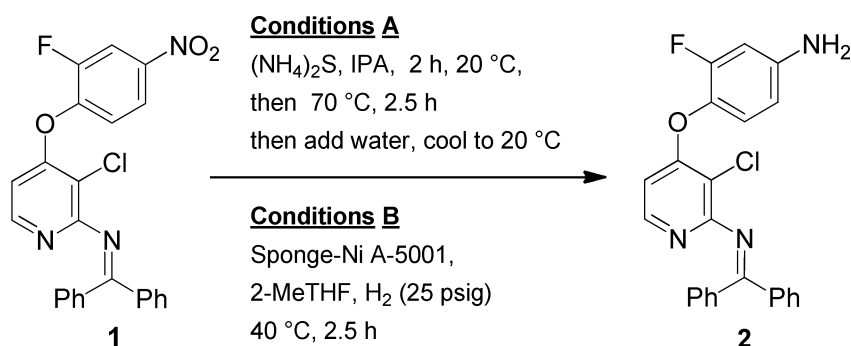 Conditions A
(NH4)2S, IPA, 2 h, 20 °C,
then 70 °C, 2.5 h
then add water, cool to 20 °C
Conditions B
Sponge-Ni A-5001,
2-MeTHF, H2 (25 psig)
40 °C, 2.5 h
F
NO2
O
Cl
N
N
Ph
Ph
1
F
NH2
O
Cl
N
N
Ph
Ph
2